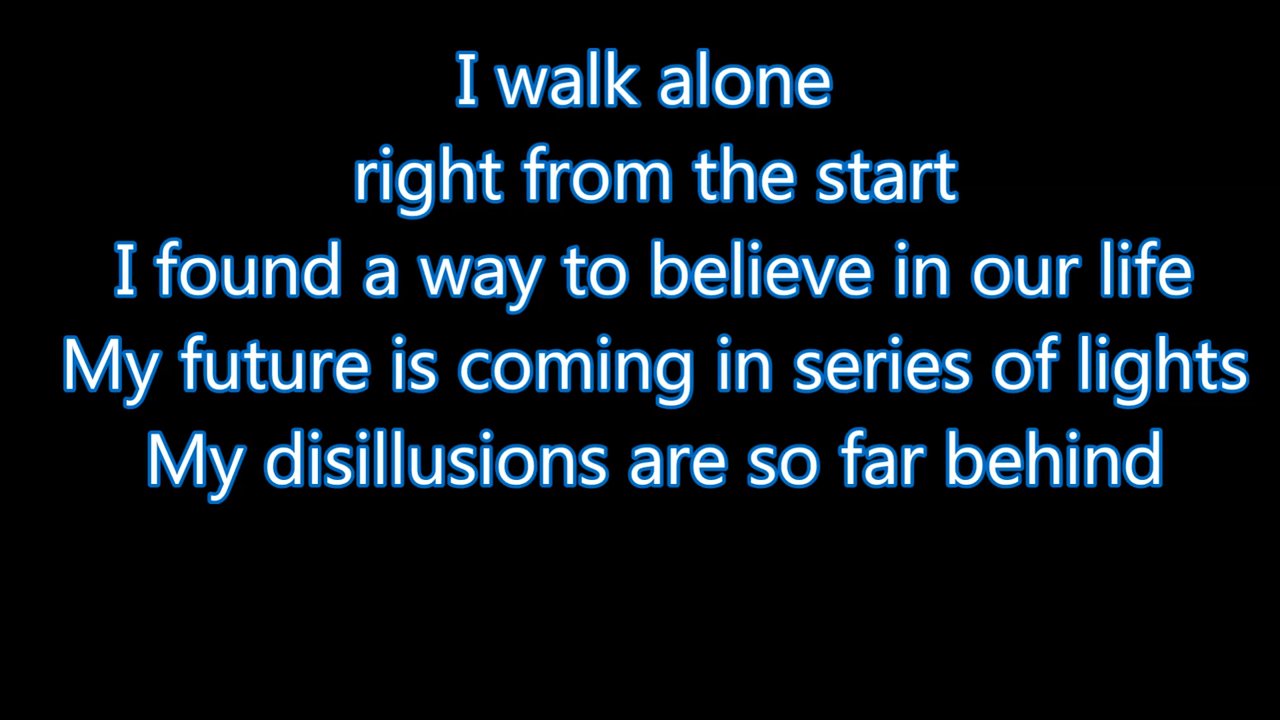 I walk alone
right from the start
I found a way to believe in our life
My future is coming in series of lights
My disillusions are so far behind